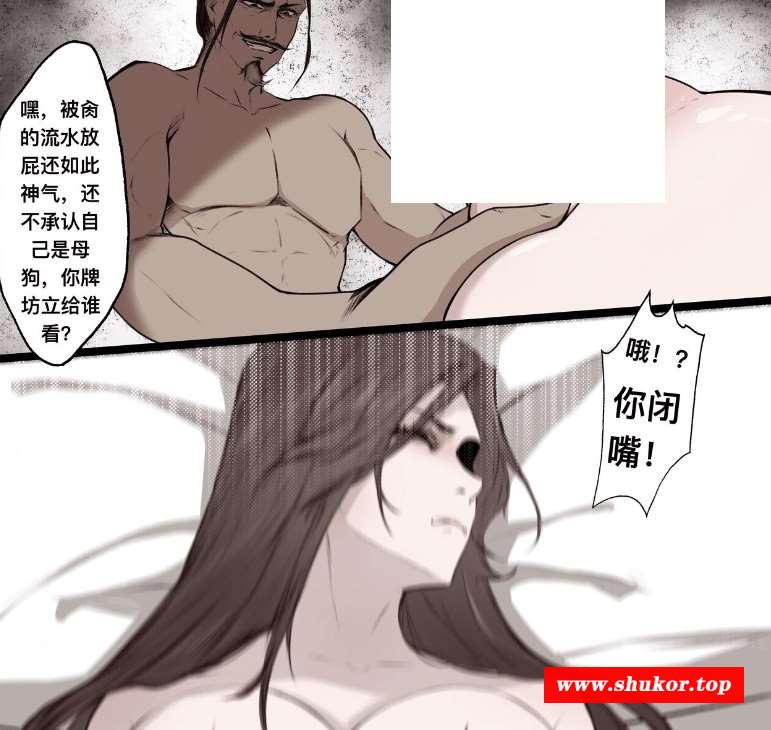 嘿，被肏
的流水放
屁还如此
神气，还
不承认自
己是母
狗，你牌
坊立给谁
看？
哦！？
你闭
嘴！
www.shukor.top